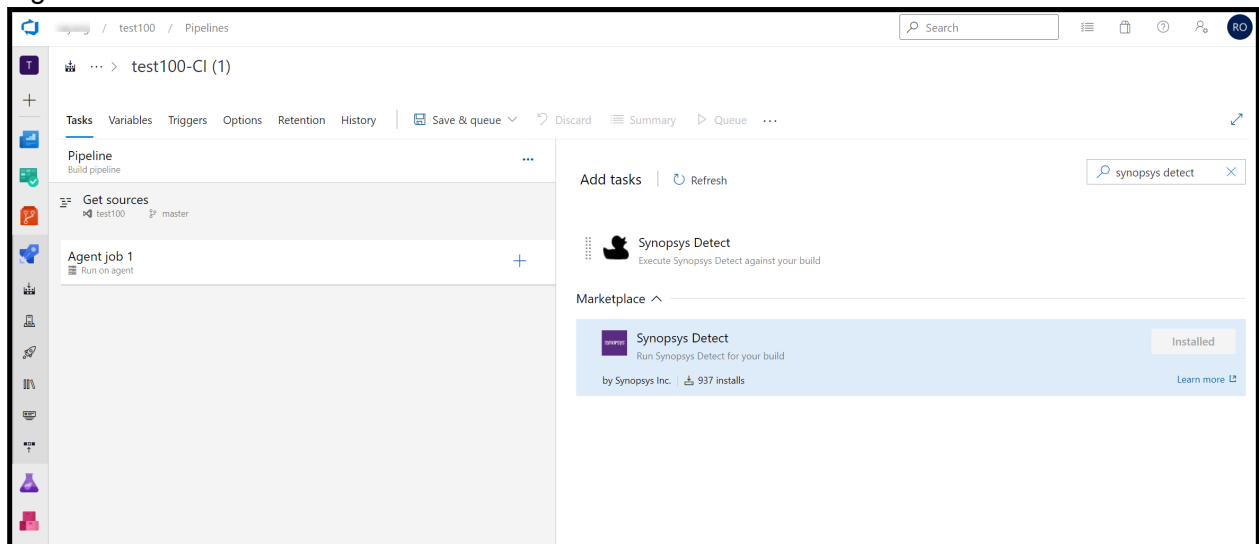 / test100 / Pipelines
Search
RO
T
... > test100-CI (1)
Tasks Variables Triggers Options Retention History Save & queue Discard Summary Queue ...
Pipeline
Build pipeline
Get sources
test100 master
Agent job 1
Run on agent
Add tasks Refresh
synopsys detect
Synopsys Detect
Execute Synopsys Detect against your build
Marketplace
Synopsys Detect
Run Synopsys Detect for your build
Installed
by Synopsys Inc. 937 installs
Learn more